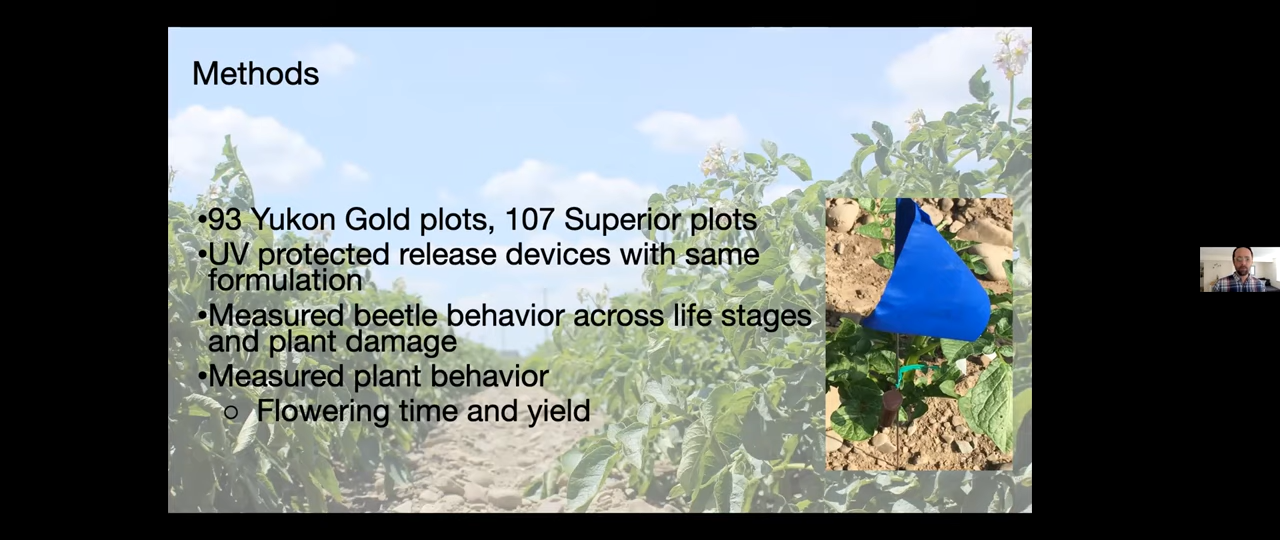 Methods
•93 Yukon Gold plots, 107 Superior plots
•UV protected release devices with same
formulation
•Measured beetle behavior across life stages
and plant damage
•Measured plant behavior
○ Flowering time and yield